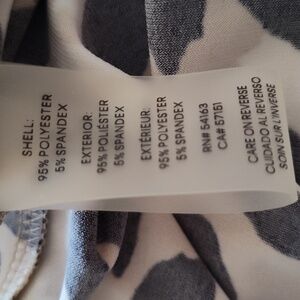 SHELL:
95% POLYESTER
5% SPANDEX
EXTERIOR:
95% POLIÉSTER
5% SPANDEX
EXTÉRIEUR:
95% POLYESTER
5% SPANDEX
RN# 54163
CA# 57151
CARE ON REVERSE
CUIDADO AL REVERSO
SOIN SUR L'INVERSE